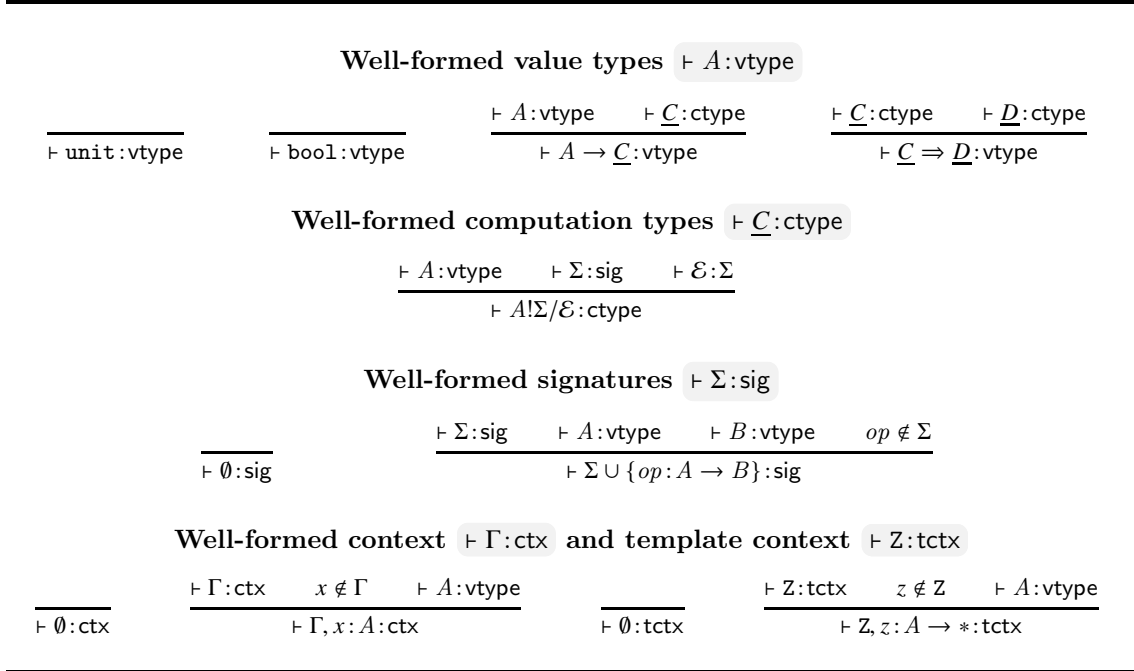 Well-formed value types ⊢ A:vtype
⊢ A:vtype ⊢ C̲:ctype ⊢ C̲:ctype ⊢ D̲:ctype
⊢ unit:vtype ⊢ bool:vtype ⊢ A → C̲:vtype ⊢ C̲ ⇒ D̲:vtype
Well-formed computation types ⊢ C̲:ctype
⊢ A:vtype ⊢ Σ:sig ⊢ ℰ:Σ
⊢ A!Σ/ℰ:ctype
Well-formed signatures ⊢ Σ:sig
⊢ Σ:sig ⊢ A:vtype ⊢ B:vtype op ∉ Σ
⊢ ∅:sig ⊢ Σ ∪ {op:A → B}:sig
Well-formed context ⊢ Γ:ctx and template context ⊢ Z:tctx
⊢ Γ:ctx x ∉ Γ ⊢ A:vtype ⊢ Z:tctx z ∉ Z ⊢ A:vtype
⊢ ∅:ctx ⊢ Γ, x:A:ctx ⊢ ∅:tctx ⊢ Z, z:A → *:tctx